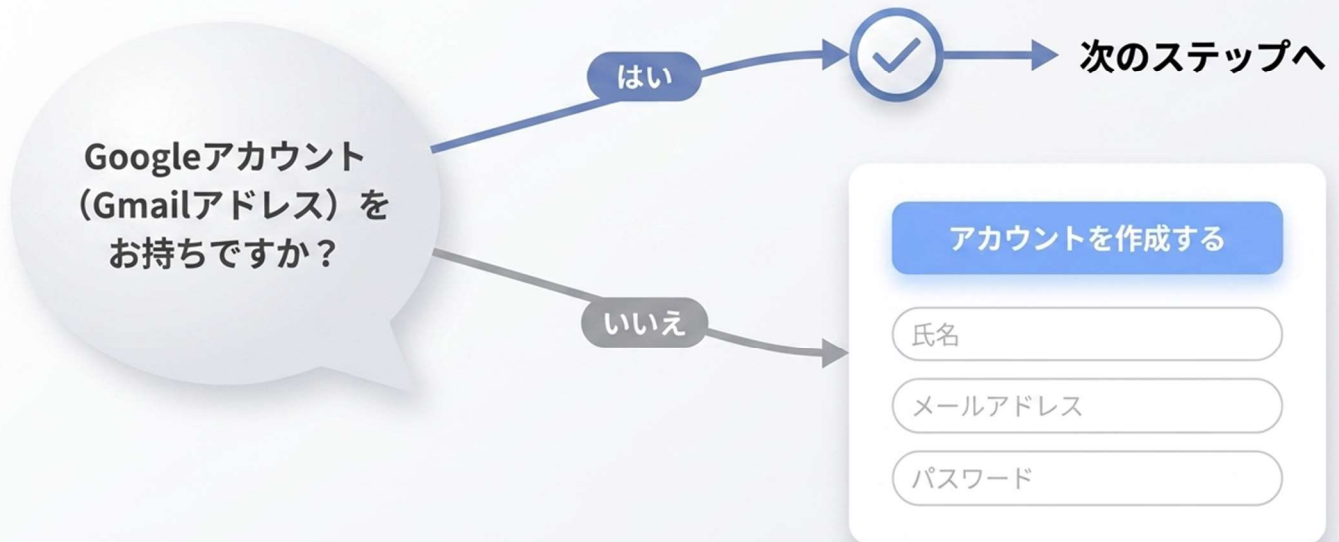 Googleアカウント
（Gmailアドレス）を
お持ちですか？
はい
次のステップへ
いいえ
アカウントを作成する
氏名
メールアドレス
パスワード